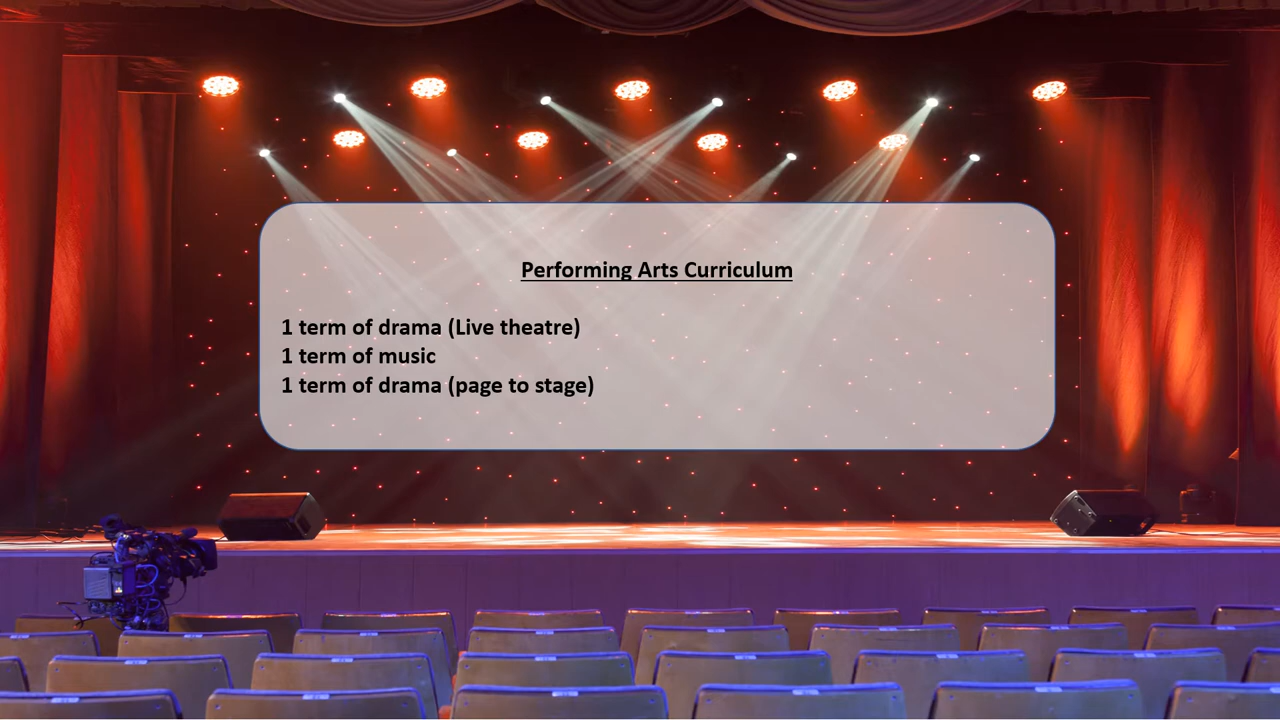 Performing Arts Curriculum
1 term of drama (Live theatre)
1 term of music
1 term of drama (page to stage)